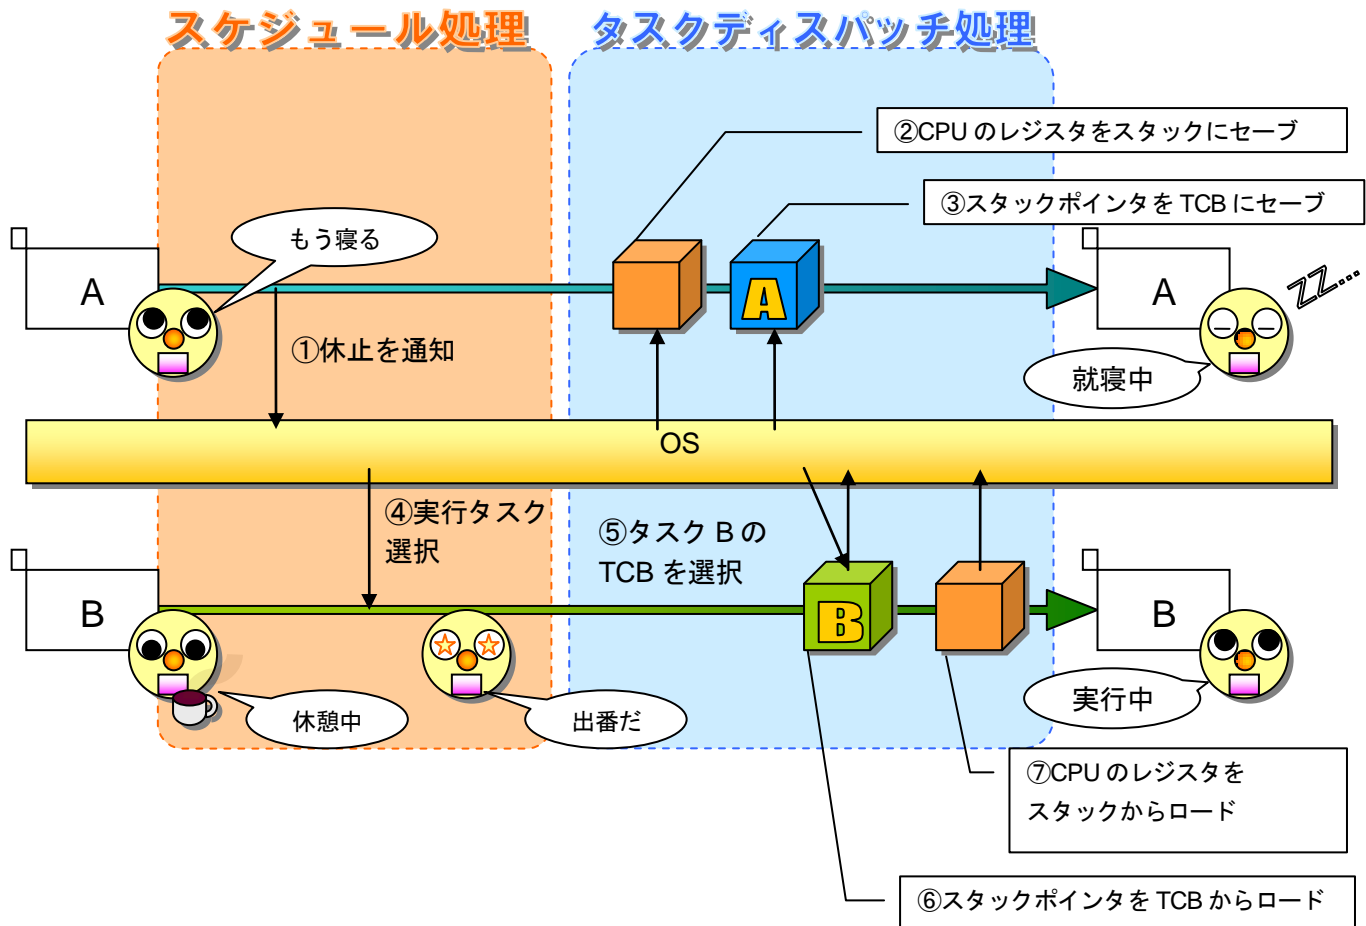 スケジュール処理
タスクディスパッチ処理
②CPU のレジスタをスタックにセーブ
③スタックポインタを TCB にセーブ
もう寝る
A
A
A
ZZ...
①休止を通知
就寝中
OS
④実行タスク
選択
⑤タスク B の
TCB を選択
B
B
B
休憩中
出番だ
実行中
⑦CPU のレジスタを
スタックからロード
⑥スタックポインタを TCB からロード